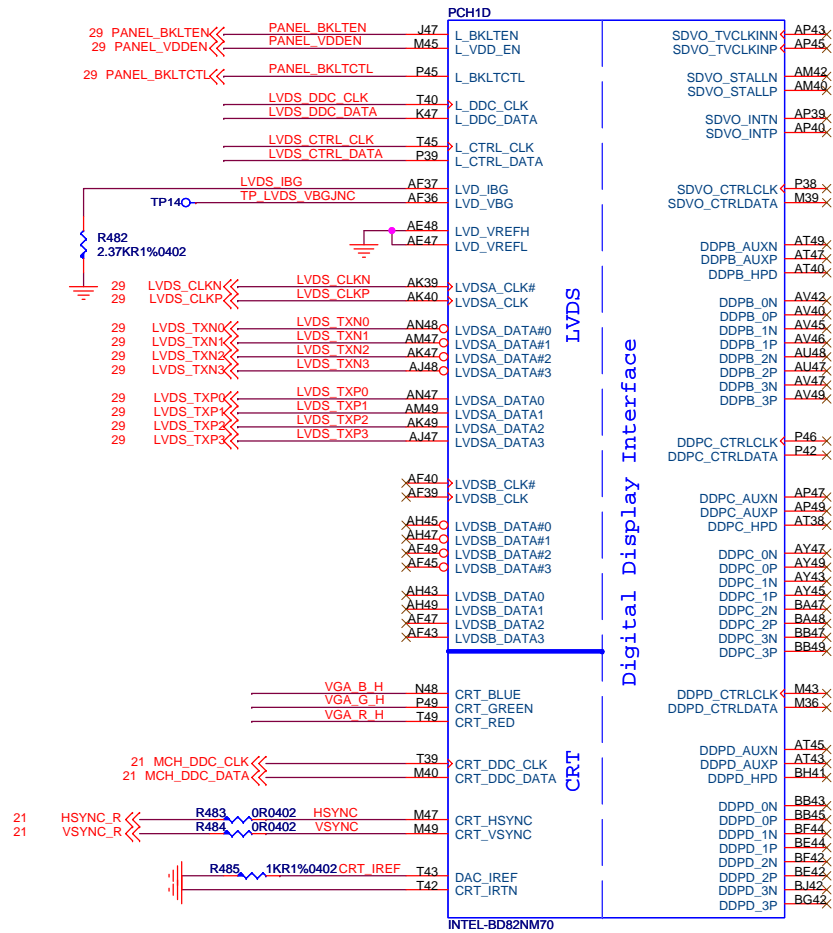 PCH1D
29 PANEL_BKLTEN PANEL_BKLTEN J47 L_BKLTEN
29 PANEL_VDDEN PANEL_VDDEN M45 L_VDD_EN
29 PANEL_BKLTCTL PANEL_BKLTCTL P45 L_BKLTCTL
LVDS_DDC_CLK T40 L_DDC_CLK
LVDS_DDC_DATA K47 L_DDC_DATA
LVDS_CTRL_CLK T45 L_CTRL_CLK
LVDS_CTRL_DATA P39 L_CTRL_DATA
LVDS_IBG AF37 LVD_IBG
TP14 TP_LVDS_VBGJNC AF36 LVD_VBG
R482
2.37KR1%0402
AE48 LVD_VREFH
AE47 LVD_VREFL
29 LVDS_CLKN LVDS_CLKN AK39 LVDSA_CLK#
29 LVDS_CLKP LVDS_CLKP AK40 LVDSA_CLK
29 LVDS_TXN0 LVDS_TXN0 AN48 LVDSA_DATA#0
29 LVDS_TXN1 LVDS_TXN1 AM47 LVDSA_DATA#1
29 LVDS_TXN2 LVDS_TXN2 AK47 LVDSA_DATA#2
29 LVDS_TXN3 LVDS_TXN3 AJ48 LVDSA_DATA#3
29 LVDS_TXP0 LVDS_TXP0 AN47 LVDSA_DATA0
29 LVDS_TXP1 LVDS_TXP1 AM49 LVDSA_DATA1
29 LVDS_TXP2 LVDS_TXP2 AK49 LVDSA_DATA2
29 LVDS_TXP3 LVDS_TXP3 AJ47 LVDSA_DATA3
AF40 LVDSB_CLK#
AF39 LVDSB_CLK
AH45 LVDSB_DATA#0
AH47 LVDSB_DATA#1
AF49 LVDSB_DATA#2
AF45 LVDSB_DATA#3
AH43 LVDSB_DATA0
AH49 LVDSB_DATA1
AF47 LVDSB_DATA2
AF43 LVDSB_DATA3
VGA_B_H N48 CRT_BLUE
VGA_G_H P49 CRT_GREEN
VGA_R_H T49 CRT_RED
21 MCH_DDC_CLK T39 CRT_DDC_CLK
21 MCH_DDC_DATA M40 CRT_DDC_DATA
21 HSYNC_R R483 0R0402 HSYNC M47 CRT_HSYNC
21 VSYNC_R R484 0R0402 VSYNC M49 CRT_VSYNC
R485 1KR1%0402 CRT_IREF T43 DAC_IREF
T42 CRT_IRTN
LVDS
CRT
Digital Display Interface
SDVO_TVCLKINN AP43
SDVO_TVCLKINP AP45
SDVO_STALLN AM42
SDVO_STALLP AM40
SDVO_INTN AP39
SDVO_INTP AP40
SDVO_CTRLCLK P38
SDVO_CTRLDATA M39
DDPB_AUXN AT49
DDPB_AUXP AT47
DDPB_HPD AT40
DDPB_0N AV42
DDPB_0P AV40
DDPB_1N AV45
DDPB_1P AV46
DDPB_2N AU48
DDPB_2P AU47
DDPB_3N AV47
DDPB_3P AV49
DDPC_CTRLCLK P46
DDPC_CTRLDATA P42
DDPC_AUXN AP47
DDPC_AUXP AP49
DDPC_HPD AT38
DDPC_0N AY47
DDPC_0P AY49
DDPC_1N AY43
DDPC_1P AY45
DDPC_2N BA47
DDPC_2P BA48
DDPC_3N BB47
DDPC_3P BB49
DDPD_CTRLCLK M43
DDPD_CTRLDATA M36
DDPD_AUXN AT45
DDPD_AUXP AT43
DDPD_HPD BH41
DDPD_0N BB43
DDPD_0P BB45
DDPD_1N BF44
DDPD_1P BE44
DDPD_2N BF42
DDPD_2P BE42
DDPD_3N BJ42
DDPD_3P BG42
INTEL-BD82NM70